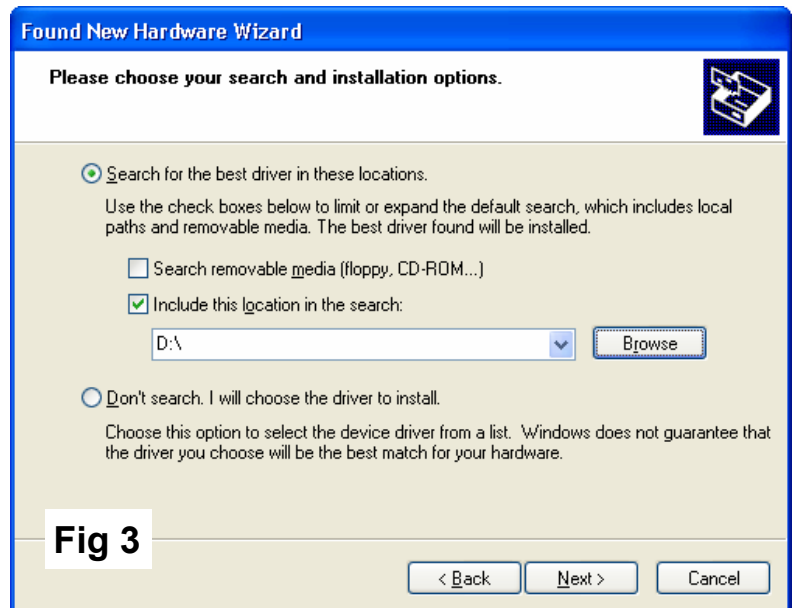 Found New Hardware Wizard
Please choose your search and installation options.
Search for the best driver in these locations.
Use the check boxes below to limit or expand the default search, which includes local
paths and removable media. The best driver found will be installed.
Search removable media (floppy, CD-ROM...)
Include this location in the search:
D:\
Browse
Don't search. I will choose the driver to install.
Choose this option to select the device driver from a list. Windows does not guarantee that
the driver you choose will be the best match for your hardware.
Fig 3
< Back
Next >
Cancel